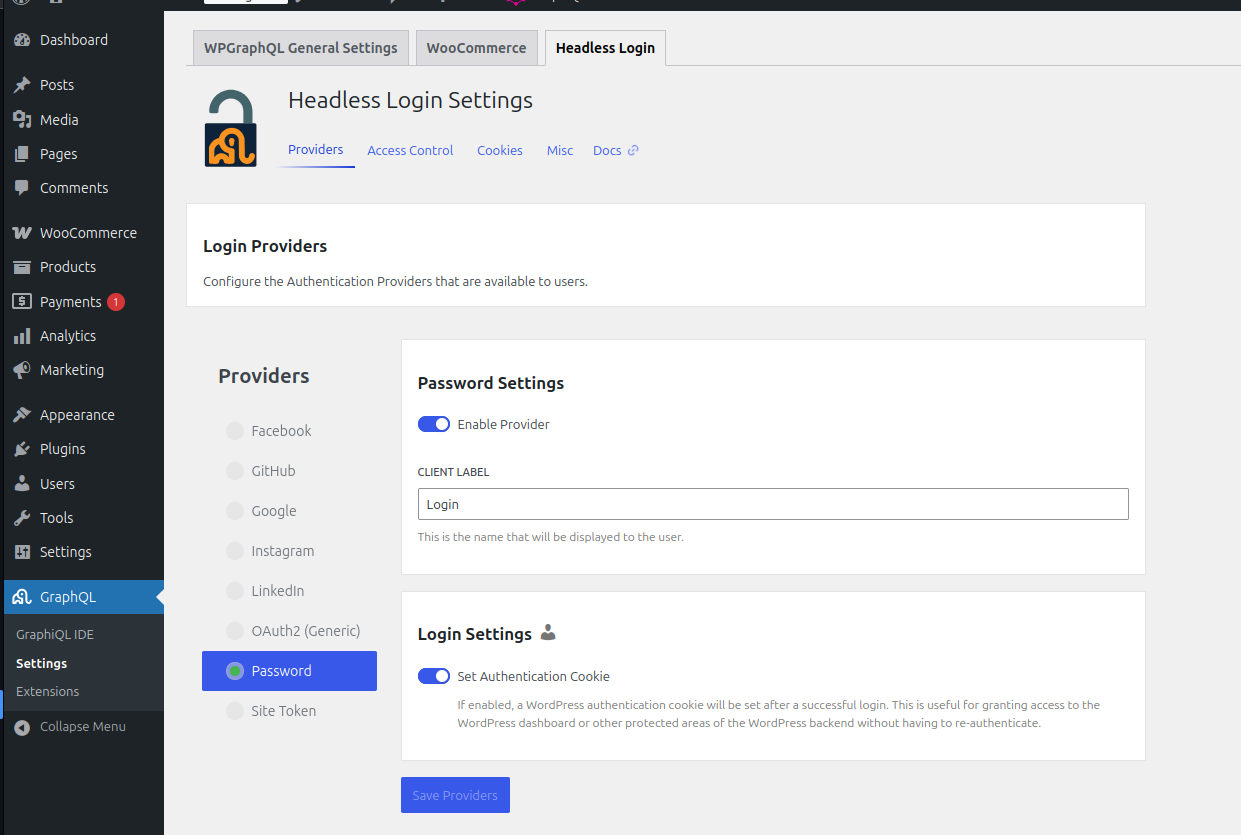 WPGraphQL General Settings
WooCommerce
Headless Login
Headless Login Settings
Providers
Access Control
Cookies
Misc
Docs
Dashboard
Posts
Media
Pages
Comments
WooCommerce
Products
Payments 1
Analytics
Marketing
Appearance
Plugins
Users
Tools
Settings
GraphQL
GraphiQL IDE
Settings
Extensions
Collapse Menu
Login Providers
Configure the Authentication Providers that are available to users.
Providers
Facebook
GitHub
Google
Instagram
LinkedIn
OAuth2 (Generic)
Password
Site Token
Password Settings
Enable Provider
CLIENT LABEL
Login
This is the name that will be displayed to the user.
Login Settings
Set Authentication Cookie
If enabled, a WordPress authentication cookie will be set after a successful login. This is useful for granting access to the
WordPress dashboard or other protected areas of the WordPress backend without having to re-authenticate.
Save Providers